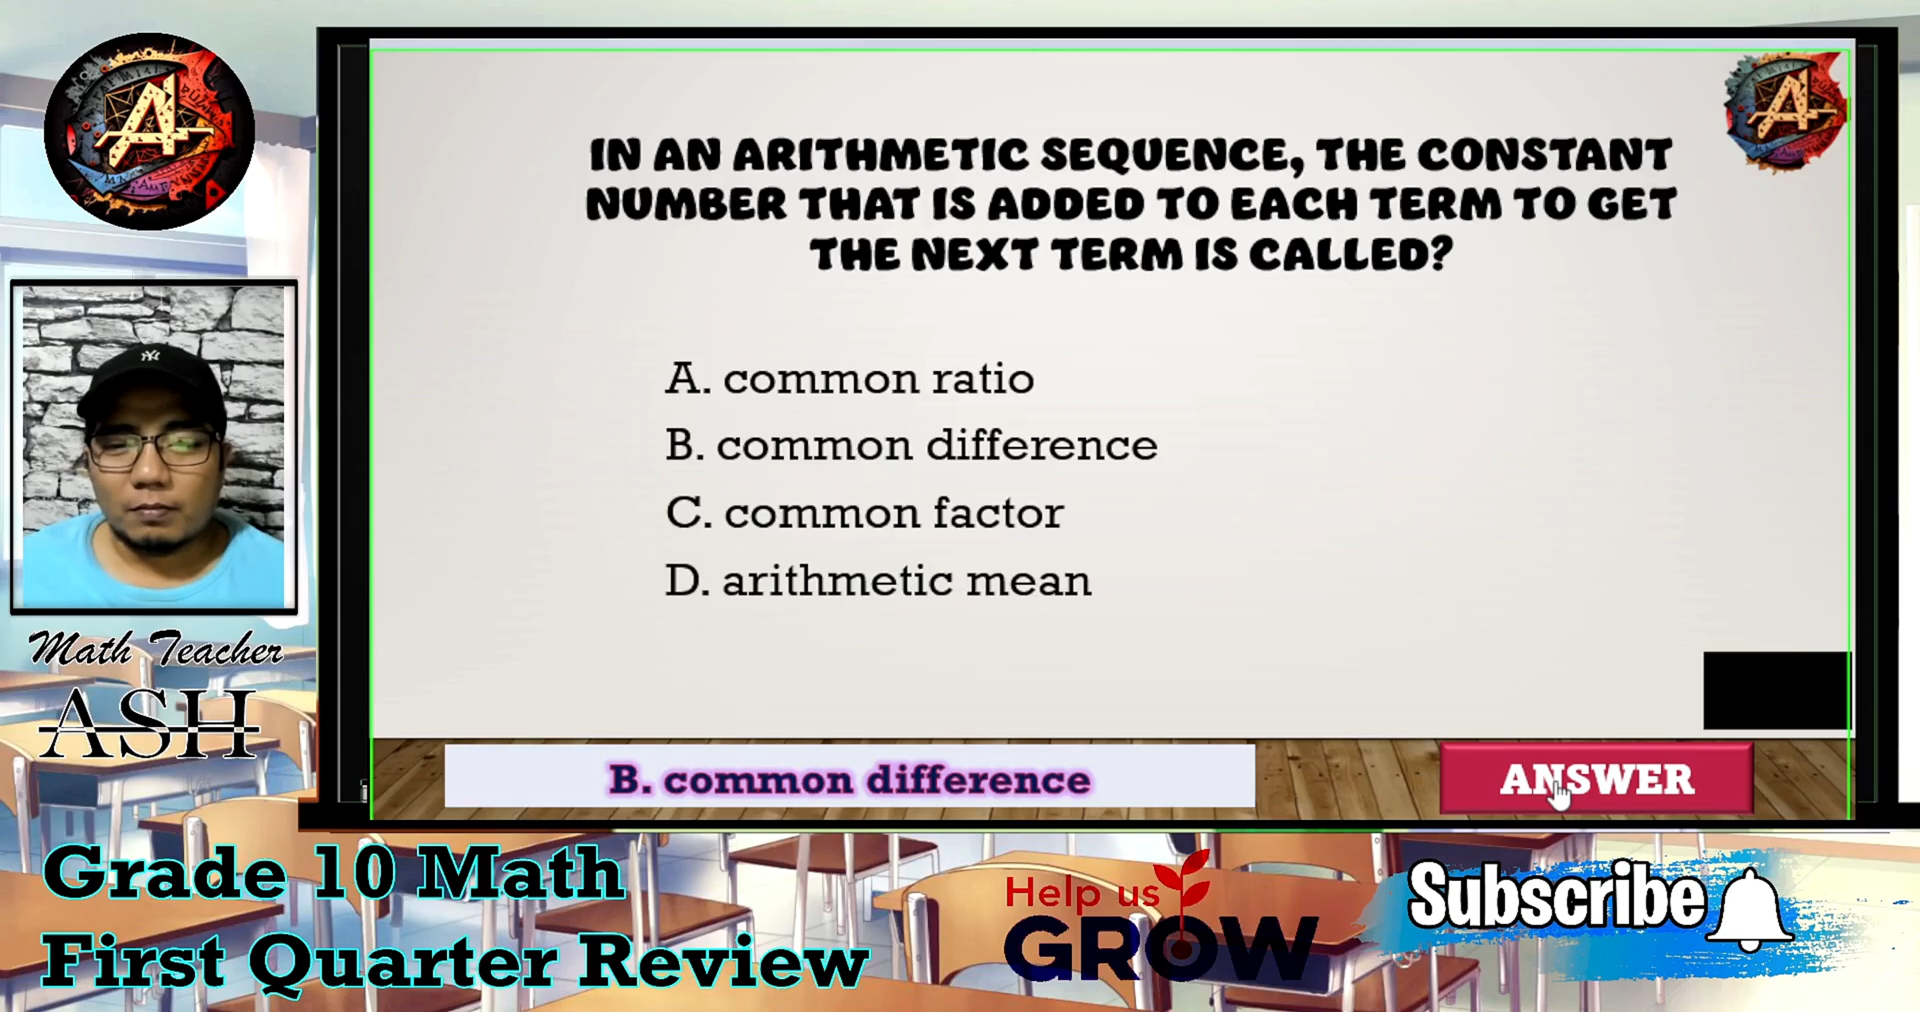 IN AN ARITHMETIC SEQUENCE, THE CONSTANT
NUMBER THAT IS ADDED TO EACH TERM TO GET
THE NEXT TERM IS CALLED?
A. common ratio
B. common difference
C. common factor
D. arithmetic mean
B. common difference
ANSWER
Math Teacher
ASH
Grade 10 Math
First Quarter Review
Help us
GROW
Subscribe